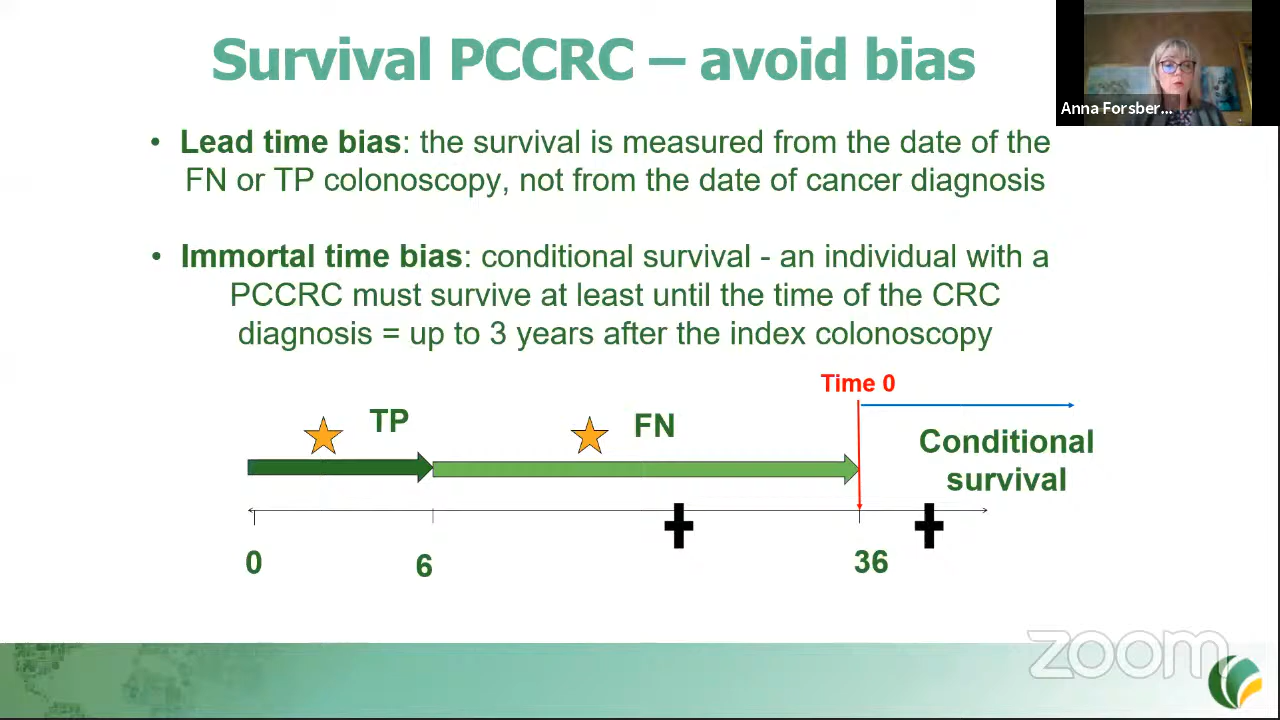 Survival PCCRC – avoid bias
Anna Forsber...
• Lead time bias: the survival is measured from the date of the
FN or TP colonoscopy, not from the date of cancer diagnosis
• Immortal time bias: conditional survival - an individual with a
PCCRC must survive at least until the time of the CRC
diagnosis = up to 3 years after the index colonoscopy
Time 0
TP
FN
Conditional
survival
0
6
36
zoom